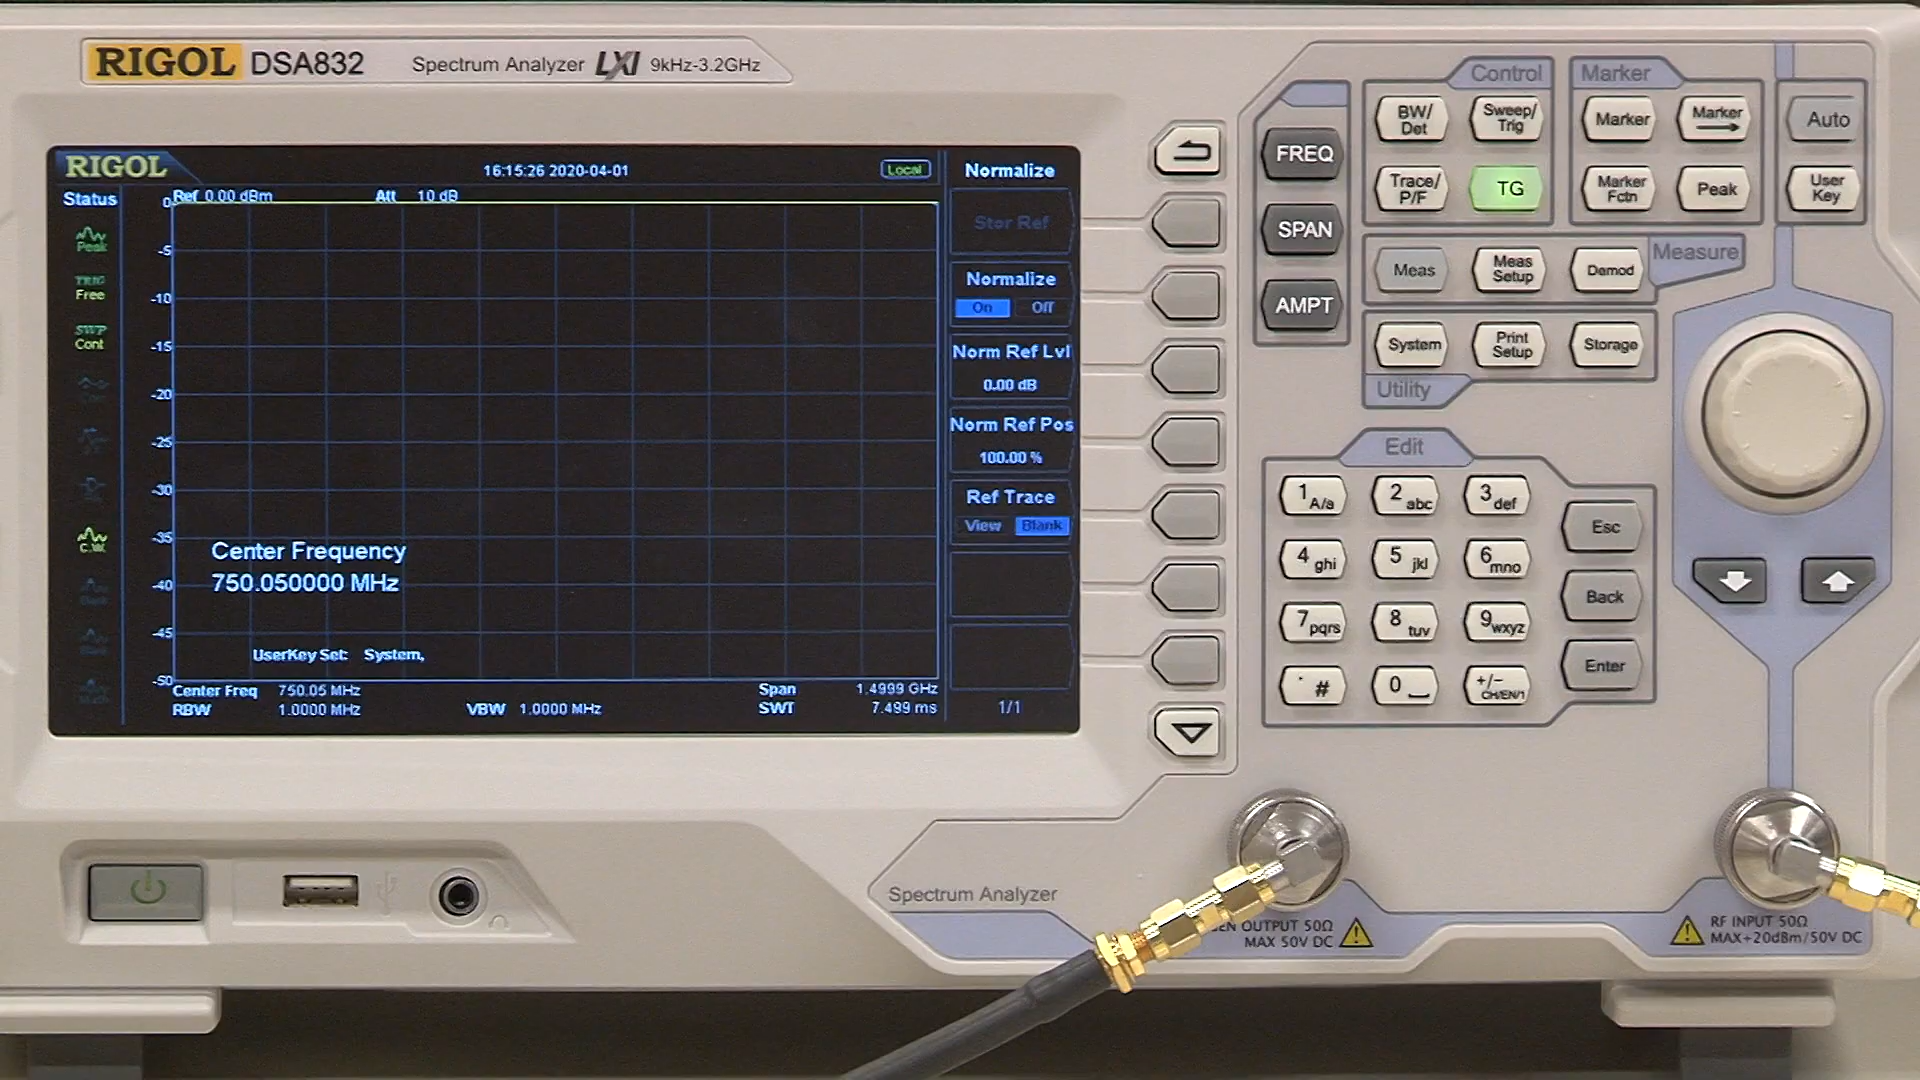 RIGOL DSA832 Spectrum Analyzer LXI 9kHz-3.2GHz
RIGOL
16:15:26 2020-04-01
Local
Status
Ref 0.00 dBm Att 10 dB
0
-5
-10
-15
-20
-25
-30
-35
-40
-45
-50
Peak
TRIG
Free
SWP
Cont
C.W.
Center Frequency
750.050000 MHz
UserKey Set: System,
Center Freq 750.05 MHz
Span 1.4999 GHz
RBW 1.0000 MHz
VBW 1.0000 MHz
SWT 7.499 ms
Normalize
Stor Ref
Normalize
On Off
Norm Ref Lvl
0.00 dB
Norm Ref Pos
100.00 %
Ref Trace
View Blank
1/1
FREQ
SPAN
AMPT
Control
BW/
Det
Sweep/
Trig
Trace/
P/F
TG
Marker
Marker
Marker
Marker
Fctn
Peak
Auto
User
Key
Measure
Meas
Meas
Setup
Demod
System
Print
Setup
Storage
Utility
Edit
1 A/a
2 abc
3 def
4 ghi
5 jkl
6 mno
7 pqrs
8 tuv
9 wxyz
. #
0
+/-
CH/EN/1
Esc
Back
Enter
Spectrum Analyzer
EN OUTPUT 50Ω
MAX 50V DC
RF INPUT 50Ω
MAX+20dBm/50V DC